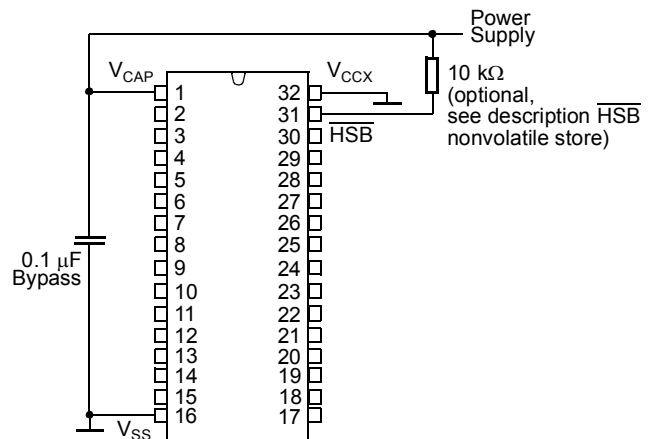 Power
Supply
V_CAP
V_CCX
10 kΩ
(optional,
see description H̅S̅B̅
nonvolatile store)
1 32
2 31
3 30 H̅S̅B̅
4 29
5 28
6 27
7 26
8 25
9 24
10 23
11 22
12 21
13 20
14 19
15 18
16 17
0.1 μF
Bypass
V_SS